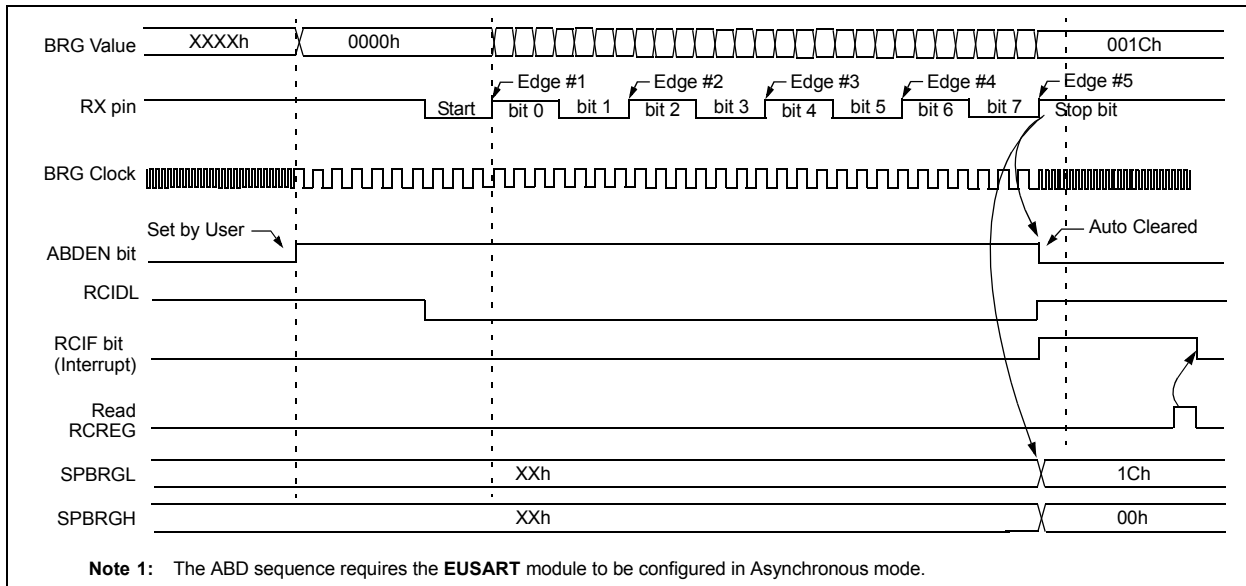 BRG Value XXXXh 0000h 001Ch
Edge #1 Edge #2 Edge #3 Edge #4 Edge #5
RX pin Start bit 0 bit 1 bit 2 bit 3 bit 4 bit 5 bit 6 bit 7 Stop bit
BRG Clock
Set by User Auto Cleared
ABDEN bit
RCIDL
RCIF bit
(Interrupt)
Read
RCREG
SPBRGL XXh 1Ch
SPBRGH XXh 00h
Note 1: The ABD sequence requires the EUSART module to be configured in Asynchronous mode.